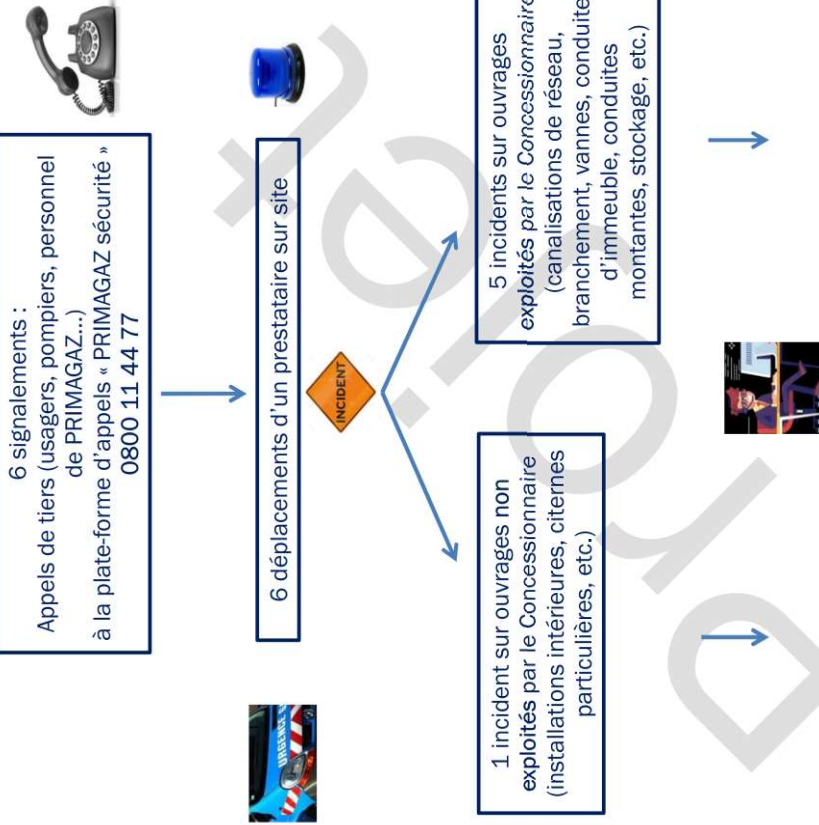 6 signalements :
Appels de tiers (usagers, pompiers, personnel
de PRIMAGAZ...)
à la plate-forme d'appels « PRIMAGAZ sécurité »
0800 11 44 77
6 déplacements d'un prestataire sur site
URGENCE
INCIDENT
1 incident sur ouvrages non
exploités par le Concessionnaire
(installations intérieures, citernes
particulières, etc.)
5 incidents sur ouvrages
exploités par le Concessionnaire
(canalisations de réseau,
branchement, vannes, conduite
d'immeuble, conduites
montantes, stockage, etc.)
Projet